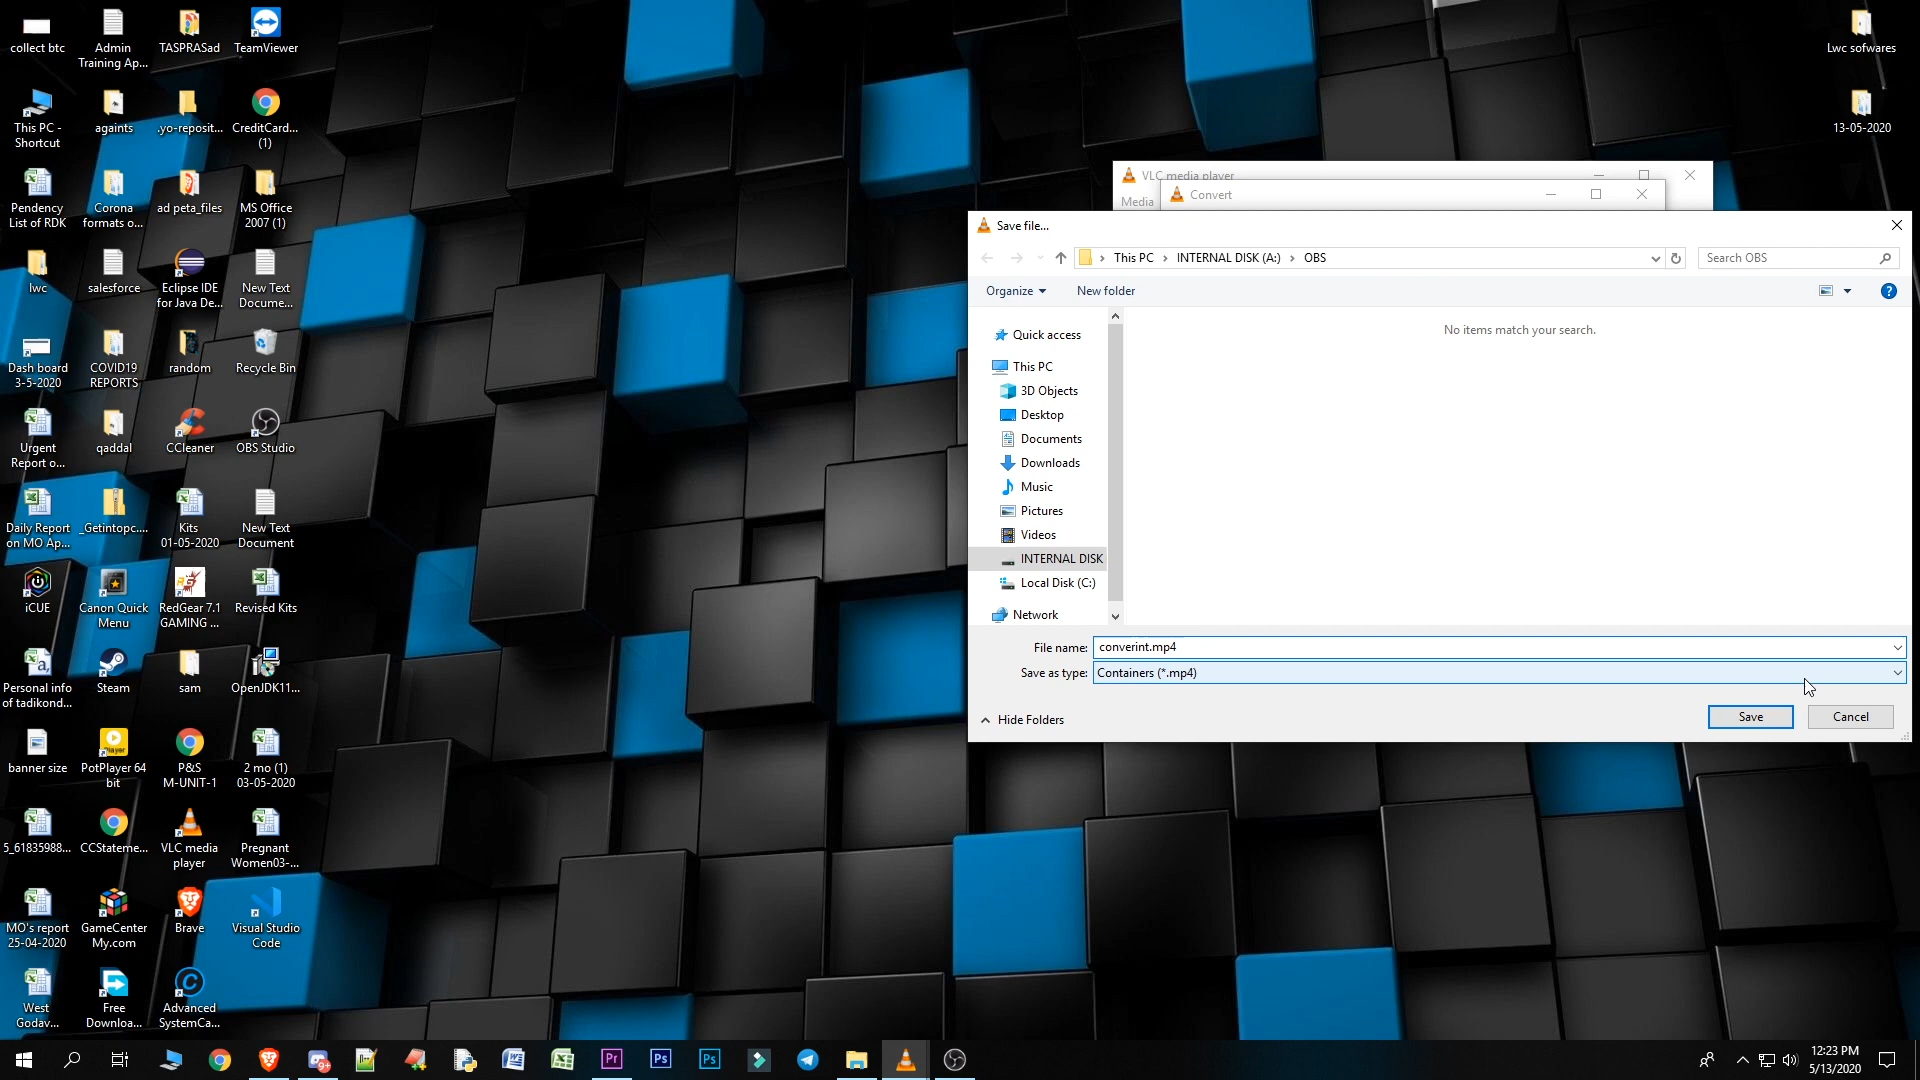 collect btc
Admin
Training Ap...
TASPRASad
TeamViewer
Lwc sofwares
This PC -
Shortcut
againts
.yo-reposit...
CreditCard...
(1)
13-05-2020
Pendency
List of RDK
Corona
formats o...
ad peta_files
MS Office
2007 (1)
lwc
salesforce
Eclipse IDE
for Java De...
New Text
Docume...
Dash board
3-5-2020
COVID19
REPORTS
random
Recycle Bin
Urgent
Report o...
qaddal
CCleaner
OBS Studio
Daily Report
on MO Ap...
_Getintopc....
Kits
01-05-2020
New Text
Document
iCUE
Canon Quick
Menu
RedGear 7.1
GAMING ...
Revised Kits
Personal info
of tadikond...
Steam
sam
OpenJDK11...
banner size
PotPlayer 64
bit
P&S
M-UNIT-1
2 mo (1)
03-05-2020
5_61835988...
CCStateme...
VLC media
player
Pregnant
Women03-...
MO's report
25-04-2020
GameCenter
My.com
Brave
Visual Studio
Code
West
Godav...
Free
Downloa...
Advanced
SystemCa...
VLC media player
Media
Convert
Save file...
This PC > INTERNAL DISK (A:) > OBS
Search OBS
Organize
New folder
No items match your search.
Quick access
This PC
3D Objects
Desktop
Documents
Downloads
Music
Pictures
Videos
INTERNAL DISK
Local Disk (C:)
Network
File name: converint.mp4
Save as type: Containers (*.mp4)
Hide Folders
Save
Cancel
9+
Pr
Ps
Ps
12:23 PM
5/13/2020